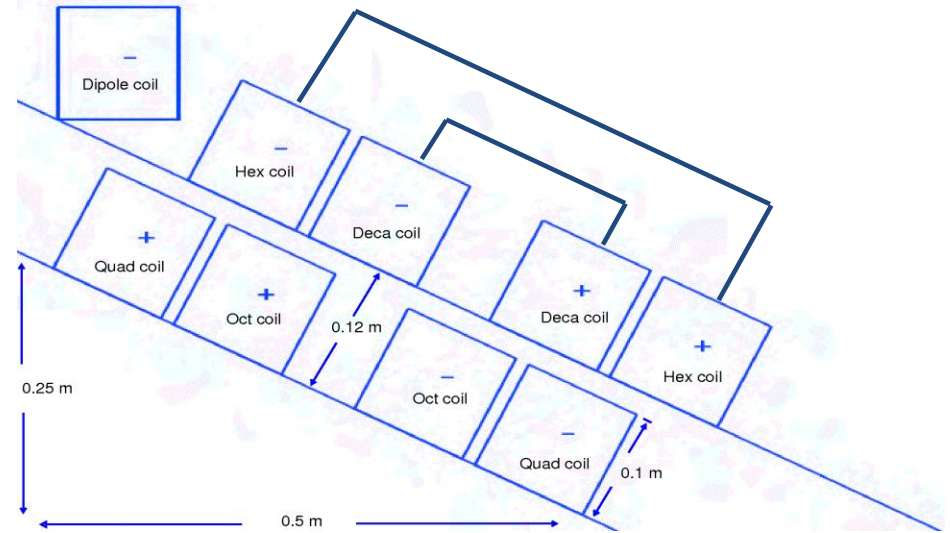 −
Dipole coil
−
Hex coil
−
Deca coil
+
Quad coil
+
Oct coil
0.12 m
+
Deca coil
+
Hex coil
−
Oct coil
−
Quad coil
0.25 m
0.1 m
0.5 m